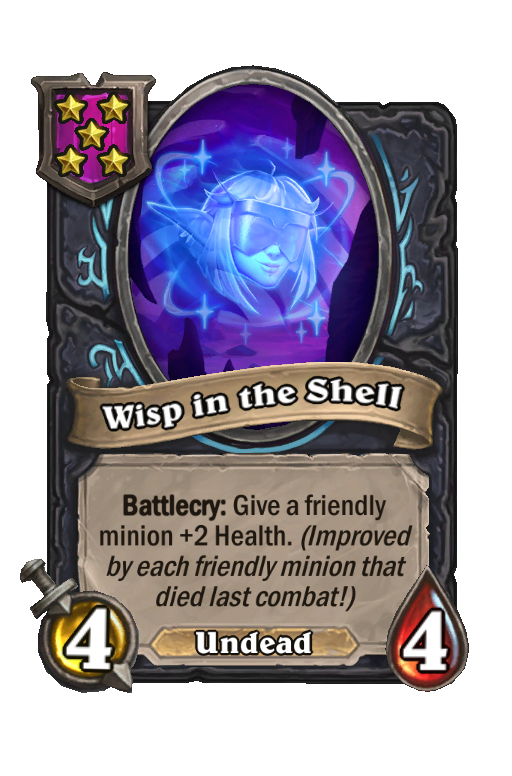 Wisp in the Shell
Battlecry: Give a friendly
minion +2 Health. (Improved
by each friendly minion that
died last combat!)
4
Undead
4